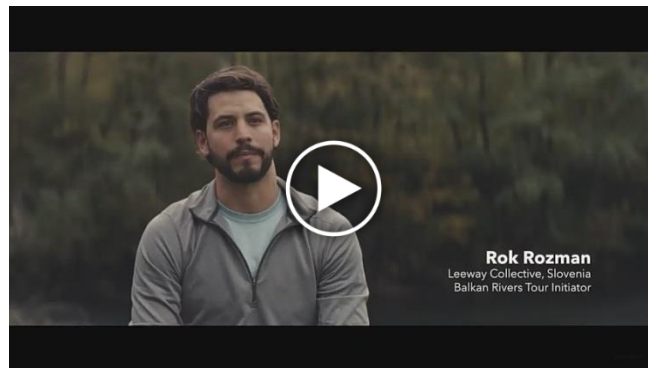 Rok Rozman
Leeway Collective, Slovenia
Balkan Rivers Tour Initiator